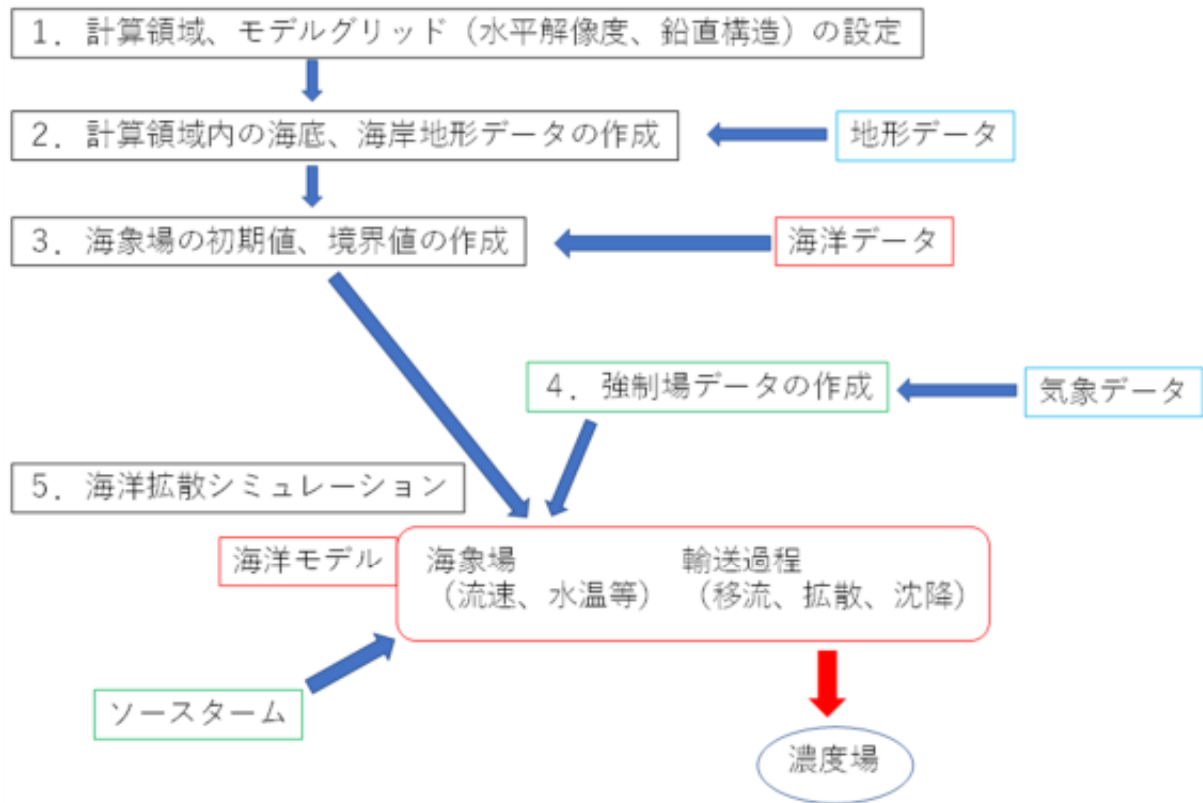 1．計算領域、モデルグリッド（水平解像度、鉛直構造）の設定
2．計算領域内の海底、海岸地形データの作成
地形データ
3．海象場の初期値、境界値の作成
海洋データ
4．強制場データの作成
気象データ
5．海洋拡散シミュレーション
海洋モデル
海象場
（流速、水温等）
輸送過程
（移流、拡散、沈降）
ソースターム
濃度場